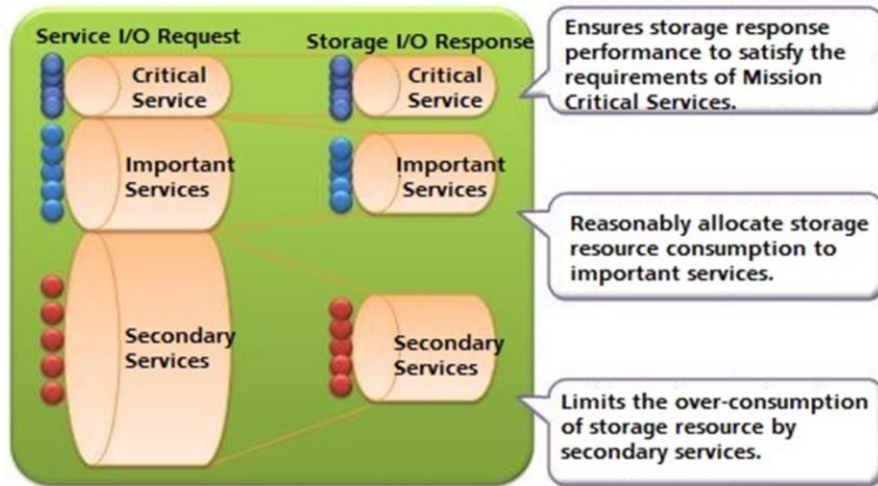 Service I/O Request
Storage I/O Response
Critical
Service
Critical
Service
Important
Services
Important
Services
Secondary
Services
Secondary
Services
Ensures storage response
performance to satisfy the
requirements of Mission
Critical Services.
Reasonably allocate storage
resource consumption to
important services.
Limits the over-consumption
of storage resource by
secondary services.